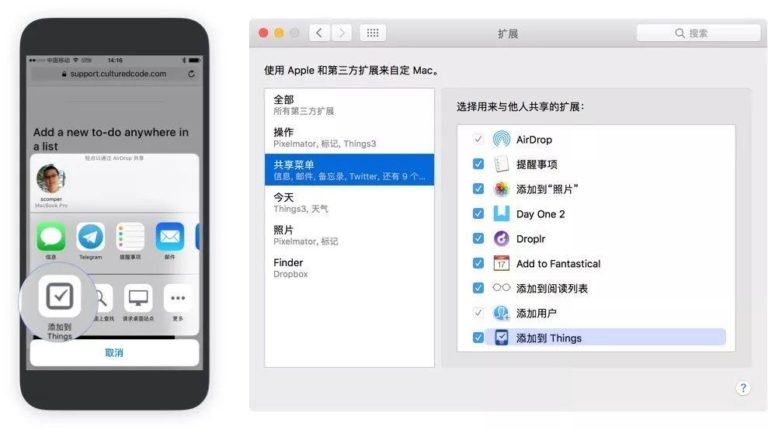 中国移动
14:16
support.culturedcode.com
Add a new to-do anywhere in
a list
轻点以通过 AirDrop 共享
scomper
MacBook Pro
信息
Telegram
提醒事项
邮件
添加到
Things
上查找
请求桌面站点
更多
取消
扩展
搜索
使用 Apple 和第三方扩展来自定 Mac。
全部
所有第三方扩展
操作
Pixelmator, 标记, Things3
共享菜单
信息, 邮件, 备忘录, Twitter, 还有 9 个...
今天
Things3, 天气
照片
Pixelmator, 标记
Finder
Dropbox
选择用来与他人共享的扩展:
AirDrop
提醒事项
添加到“照片”
Day One 2
Droplr
17
Add to Fantastical
添加到阅读列表
添加用户
添加到 Things
?